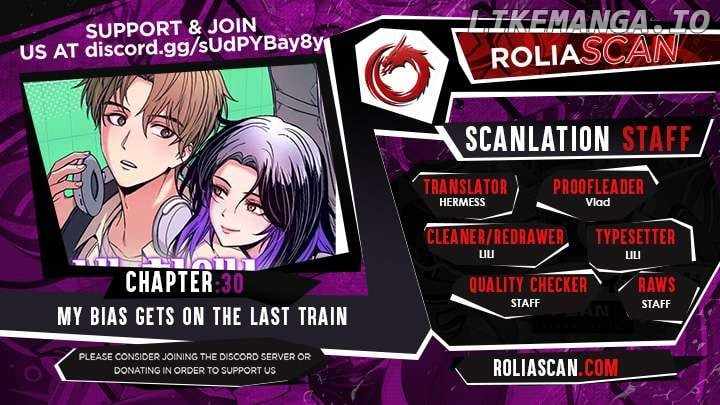 SUPPORT & JOIN
US AT discord.gg/sUdPYBay8y
LIKEMANGA.IO
ROLIASCAN
SCANLATION STAFF
TRANSLATOR
HERMESS
PROOFLEADER
Vlad
CLEANER/REDRAWER
LILI
TYPESETTER
LILI
QUALITY CHECKER
STAFF
RAWS
STAFF
CHAPTER:30
MY BIAS GETS ON THE LAST TRAIN
PLEASE CONSIDER JOINING THE DISCORD SERVER OR
DONATING IN ORDER TO SUPPORT US
ROLIASCAN.COM